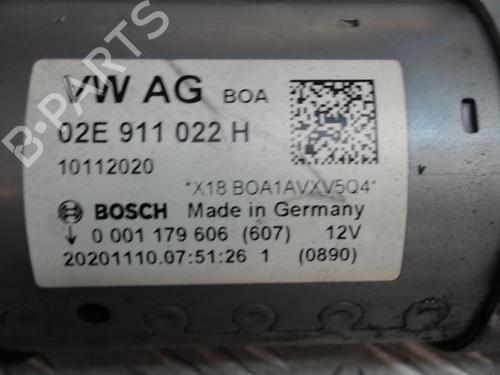 VW AG BOA
02E 911 022 H
10112020
*X18 BOA1AVXV5Q4*
BOSCH Made in Germany
↓ 0 001 179 606 (607) 12V
20201110.07:51:26 1 (0890)
B-PARTS